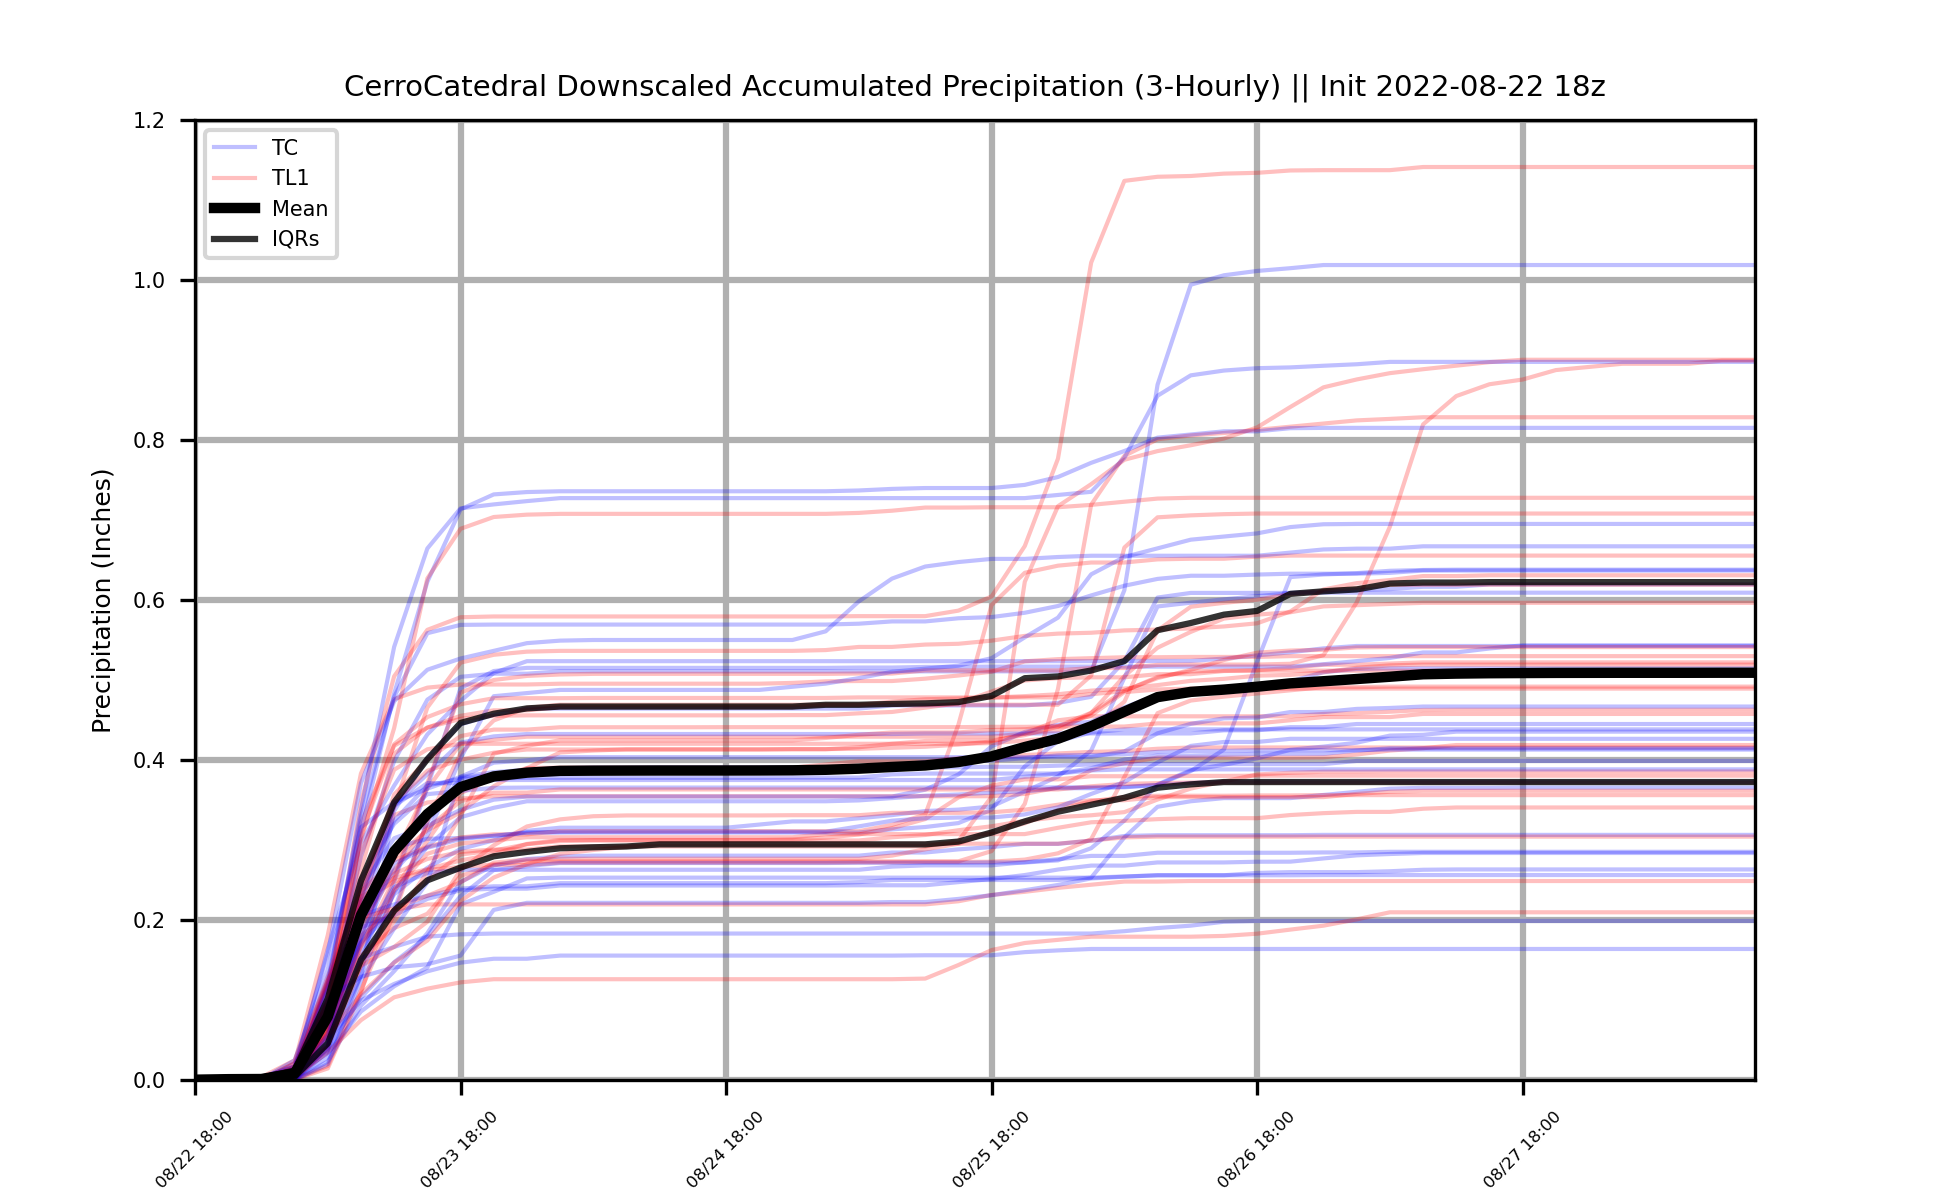 CerroCatedral Downscaled Accumulated Precipitation (3-Hourly) || Init 2022-08-22 18z
TC
TL1
Mean
IQRs
Precipitation (Inches)
1.2
1.0
0.8
0.6
0.4
0.2
0.0
08/22 18:00
08/23 18:00
08/24 18:00
08/25 18:00
08/26 18:00
08/27 18:00